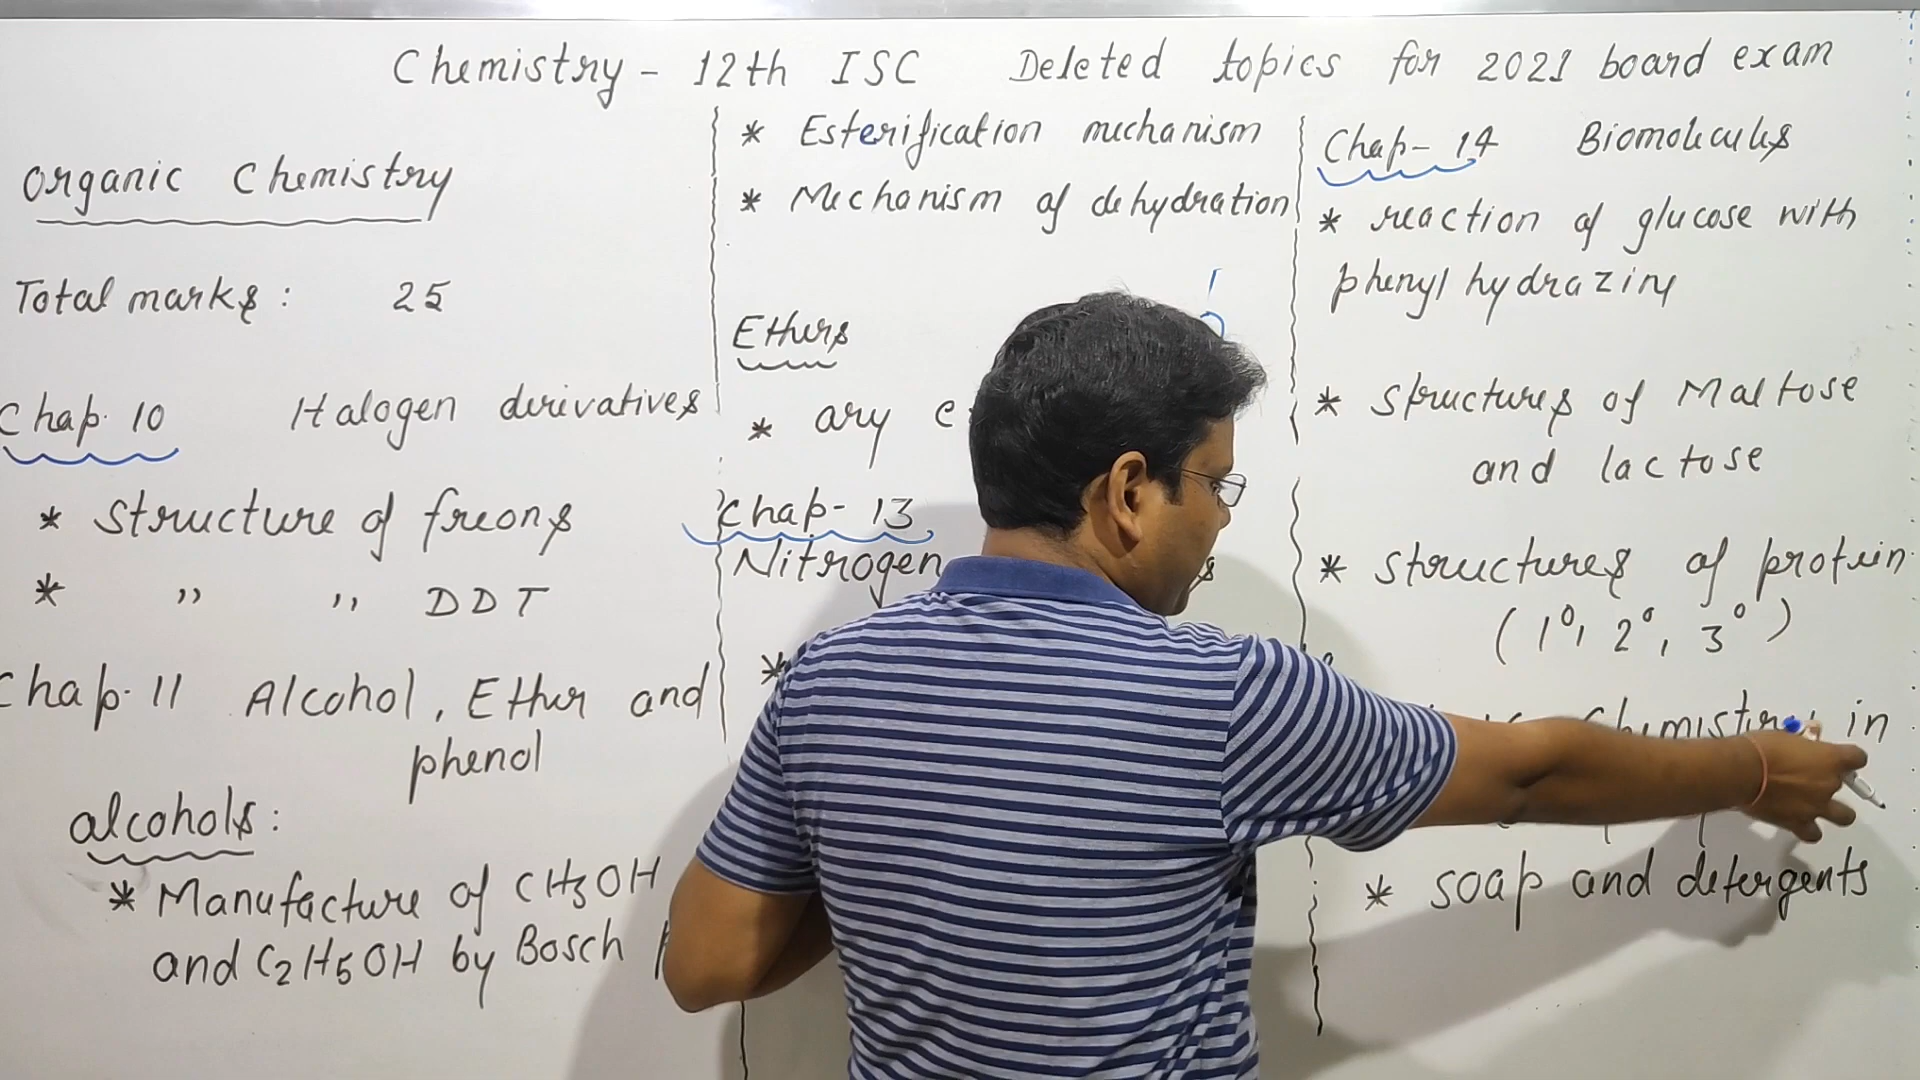 Chemistry - 12th ISC Deleted topics for 2021 board exam
Organic Chemistry
Total marks : 25
Chap. 10 Halogen derivatives
* Structure of freons
* ,, ,, DDT
Chap. 11 Alcohol, Ether and
phenol
alcohols :
* Manufacture of CH3OH
and C2H5OH by Bosch
* Esterification mechanism
* Mechanism of dehydration
Ethers
* ary
Chap - 13
Nitrogen
*
Chap - 14 Biomolecules
* reaction of glucose with
phenyl hydrazine
* Structures of Maltose
and lactose
* Structures of protein
(1°, 2°, 3°)
Chemistry in
* soap and detergents